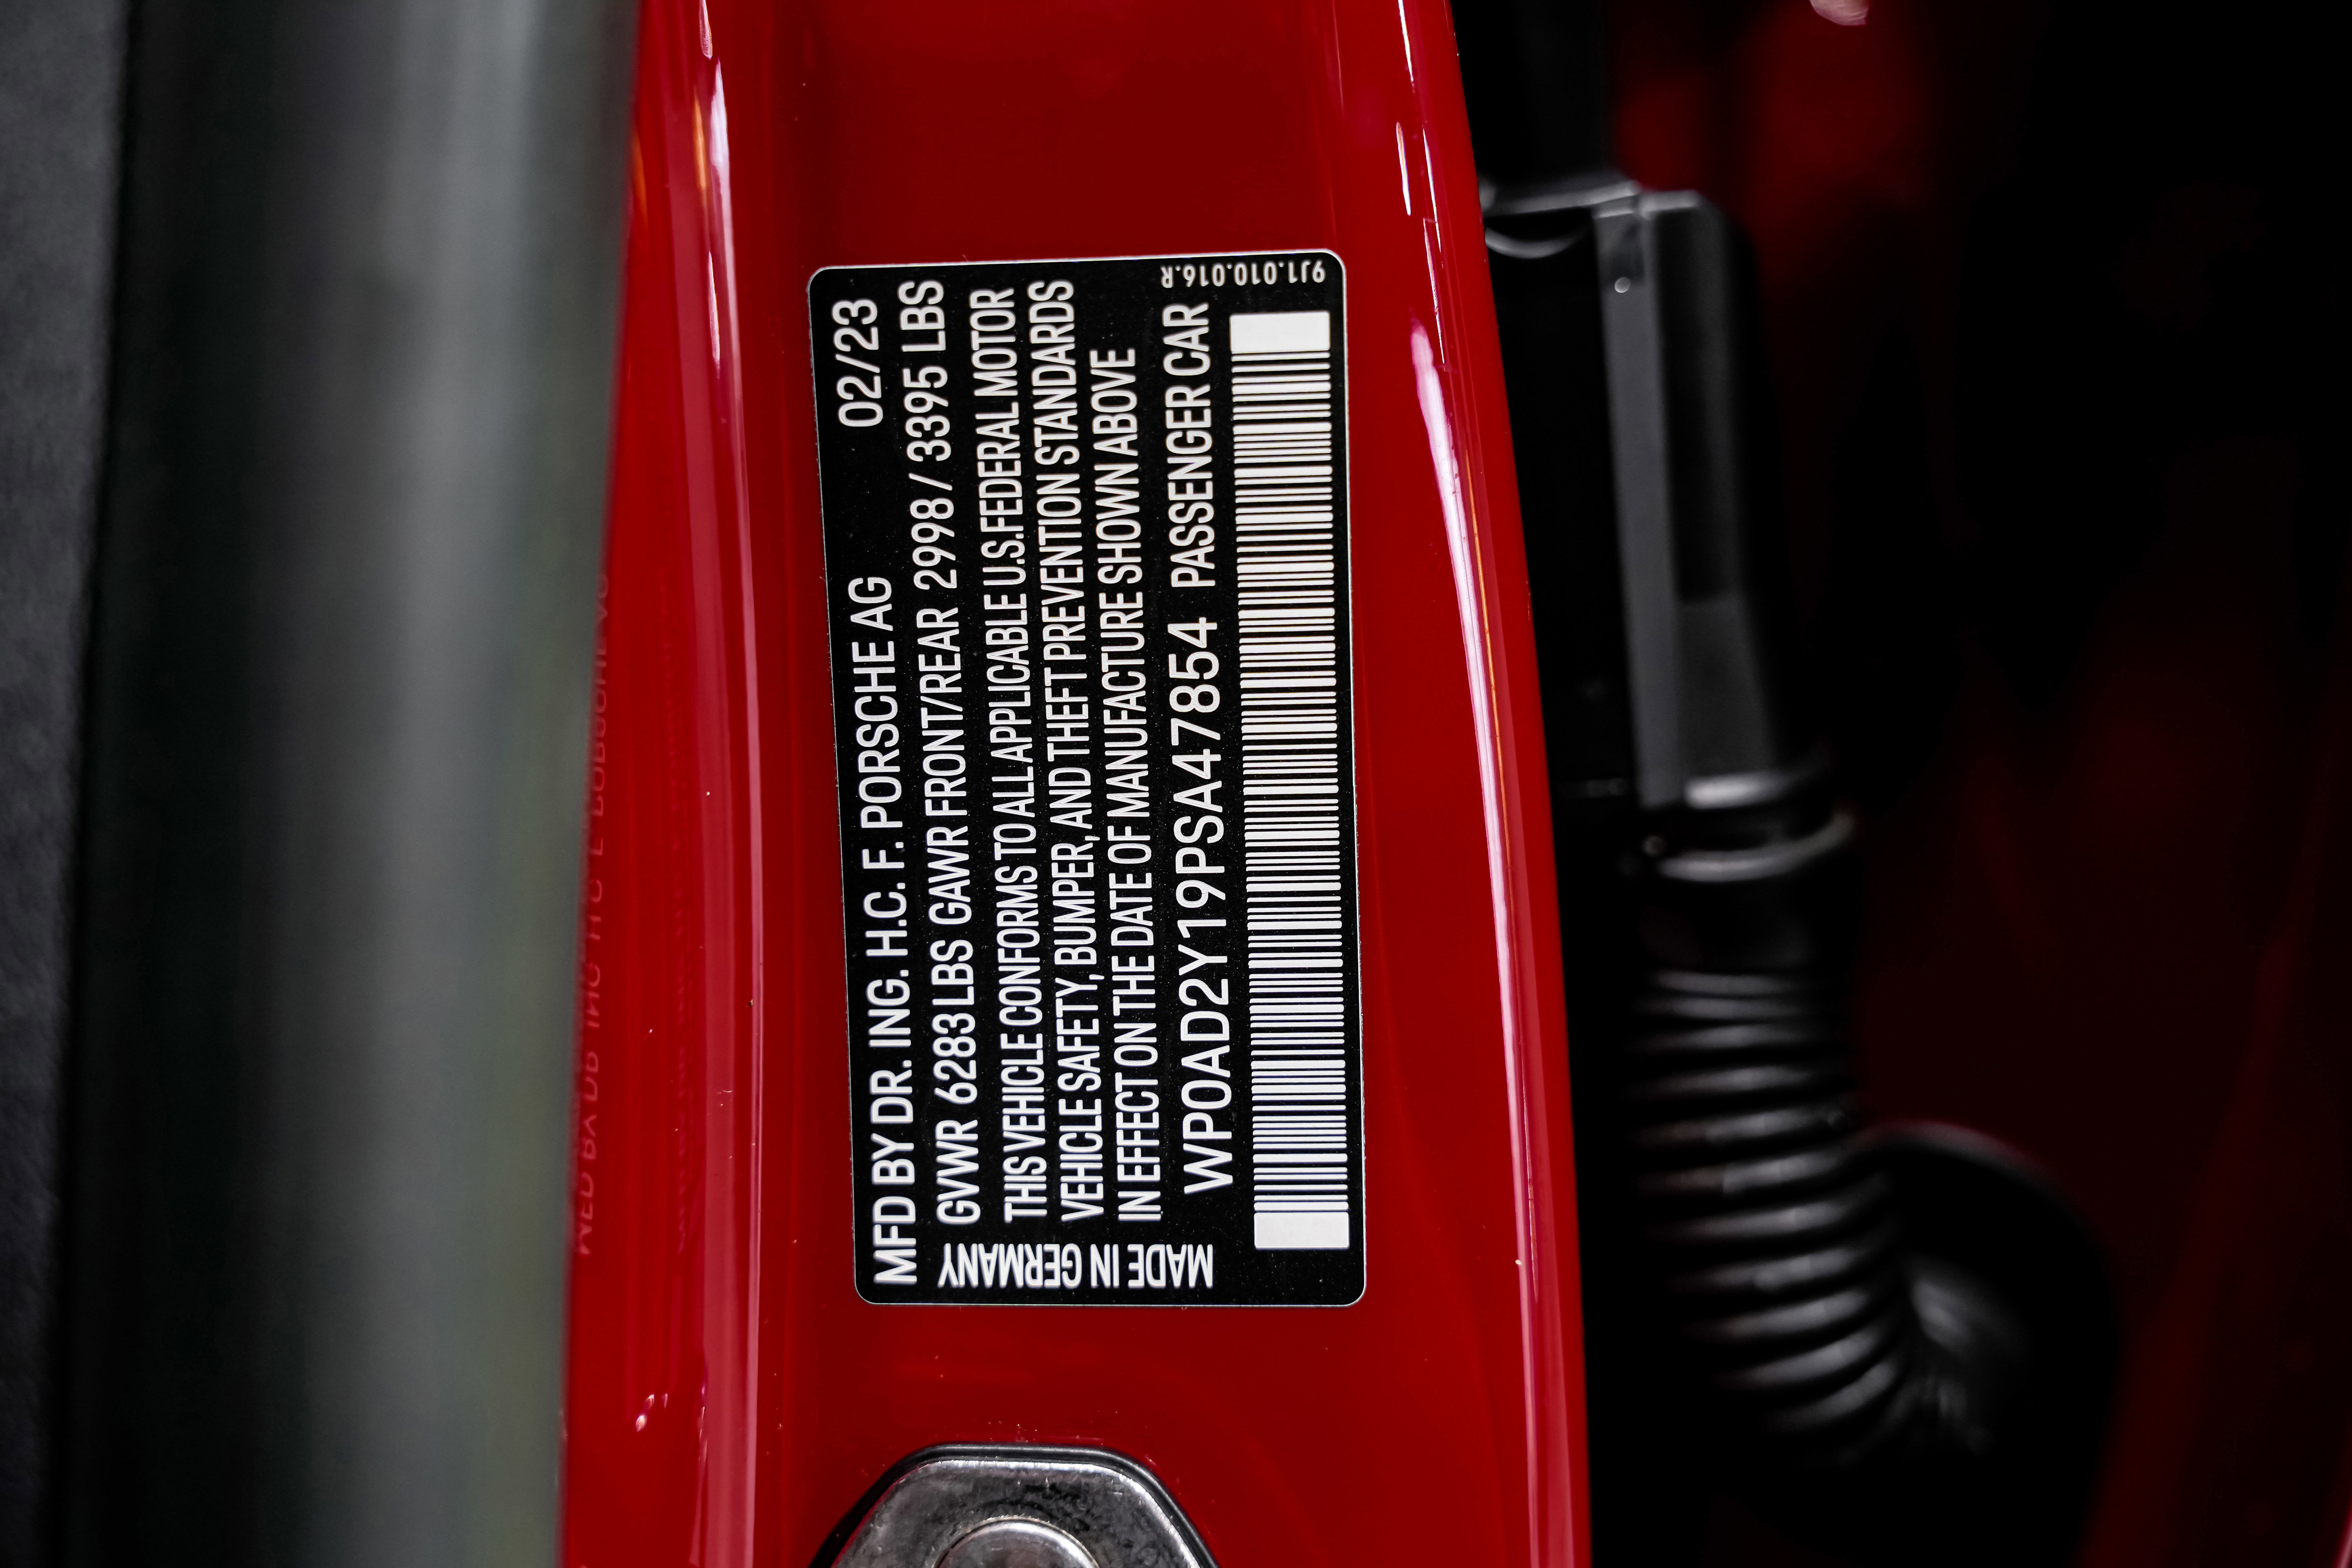 MFD BY DR. ING. H.C. F. PORSCHE AG 02/23
GVWR 6283 LBS GAWR FRONT/REAR 2998 / 3395 LBS
THIS VEHICLE CONFORMS TO ALL APPLICABLE U.S.FEDERAL MOTOR
VEHICLE SAFETY, BUMPER, AND THEFT PREVENTION STANDARDS
IN EFFECT ON THE DATE OF MANUFACTURE SHOWN ABOVE
WP0AD2Y19PSA47854 PASSENGER CAR
MADE IN GERMANY
9J1.010.016.R